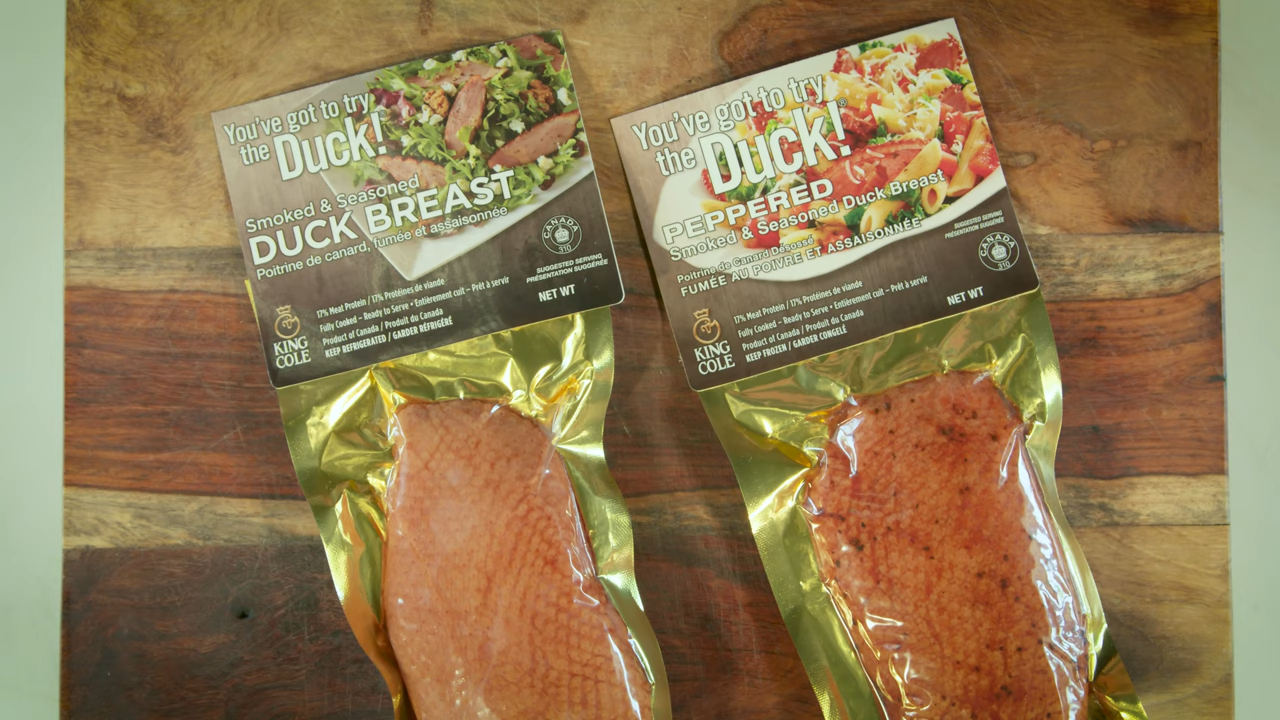 You've got to try
the Duck!
Smoked & Seasoned
DUCK BREAST
Poitrine de canard, fumée et assaisonnée
CANADA
310
SUGGESTED SERVING
PRÉSENTATION SUGGÉRÉE
KING
COLE
17% Meat Protein / 17% Protéines de viande
Fully Cooked – Ready to Serve • Entièrement cuit – Prêt à servir
Product of Canada / Produit du Canada
KEEP REFRIGERATED / GARDER RÉFRIGÉRÉ
NET WT
You've got to try
the Duck!®
PEPPERED
Smoked & Seasoned Duck Breast
Poitrine de Canard Désossé
FUMÉE AU POIVRE ET ASSAISONNÉE
SUGGESTED SERVING
PRÉSENTATION SUGGÉRÉE
CANADA
310
KING
COLE
17% Meat Protein / 17% Protéines de viande
Fully Cooked – Ready to Serve • Entièrement cuit – Prêt à servir
Product of Canada / Produit du Canada
KEEP FROZEN / GARDER CONGELÉ
NET WT